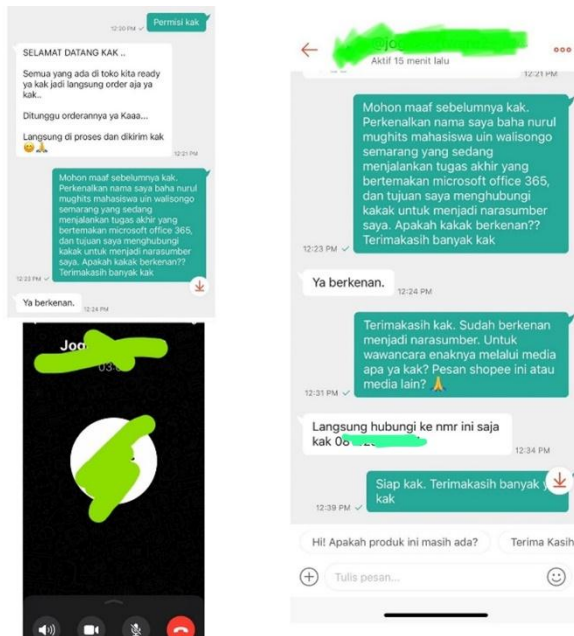 Permisi kak
12:20 PM
SELAMAT DATANG KAK ..
Semua yang ada di toko kita ready
ya kak jadi langsung order aja ya
kak..
Ditunggu orderannya ya Kaaa...
Langsung di proses dan dikirim kak
12:21 PM
Mohon maaf sebelumnya kak.
Perkenalkan nama saya baha nurul
mughits mahasiswa uin walisongo
semarang yang sedang
menjalankan tugas akhir yang
bertemakan microsoft office 365,
dan tujuan saya menghubungi
kakak untuk menjadi narasumber
saya. Apakah kakak berkenan??
Terimakasih banyak kak
12:23 PM
Ya berkenan.
12:24 PM
Jog
@jog
Aktif 15 menit lalu
12:21 PM
Mohon maaf sebelumnya kak.
Perkenalkan nama saya baha nurul
mughits mahasiswa uin walisongo
semarang yang sedang
menjalankan tugas akhir yang
bertemakan microsoft office 365,
dan tujuan saya menghubungi
kakak untuk menjadi narasumber
saya. Apakah kakak berkenan??
Terimakasih banyak kak
12:23 PM
Ya berkenan.
12:24 PM
Terimakasih kak. Sudah berkenan
menjadi narasumber. Untuk
wawancara enaknya melalui media
apa ya kak? Pesan shopee ini atau
media lain?
12:31 PM
Langsung hubungi ke nmr ini saja
kak 08
12:34 PM
Siap kak. Terimakasih banyak
kak
12:39 PM
Hi! Apakah produk ini masih ada?
Terima Kasih
Tulis pesan...